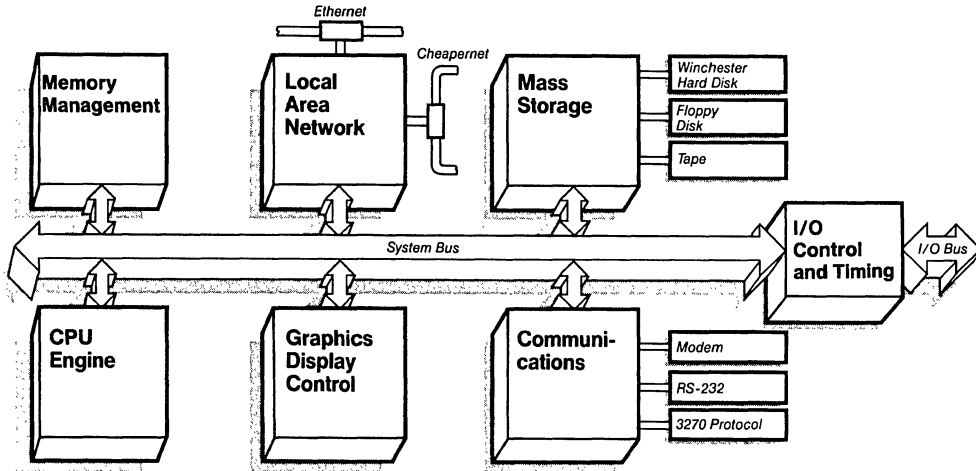 Ethernet
Cheapernet
Memory
Management
Local
Area
Network
Mass
Storage
Winchester
Hard Disk
Floppy
Disk
Tape
System Bus
I/O
Control
and Timing
I/O Bus
CPU
Engine
Graphics
Display
Control
Communi-
cations
Modem
RS-232
3270 Protocol